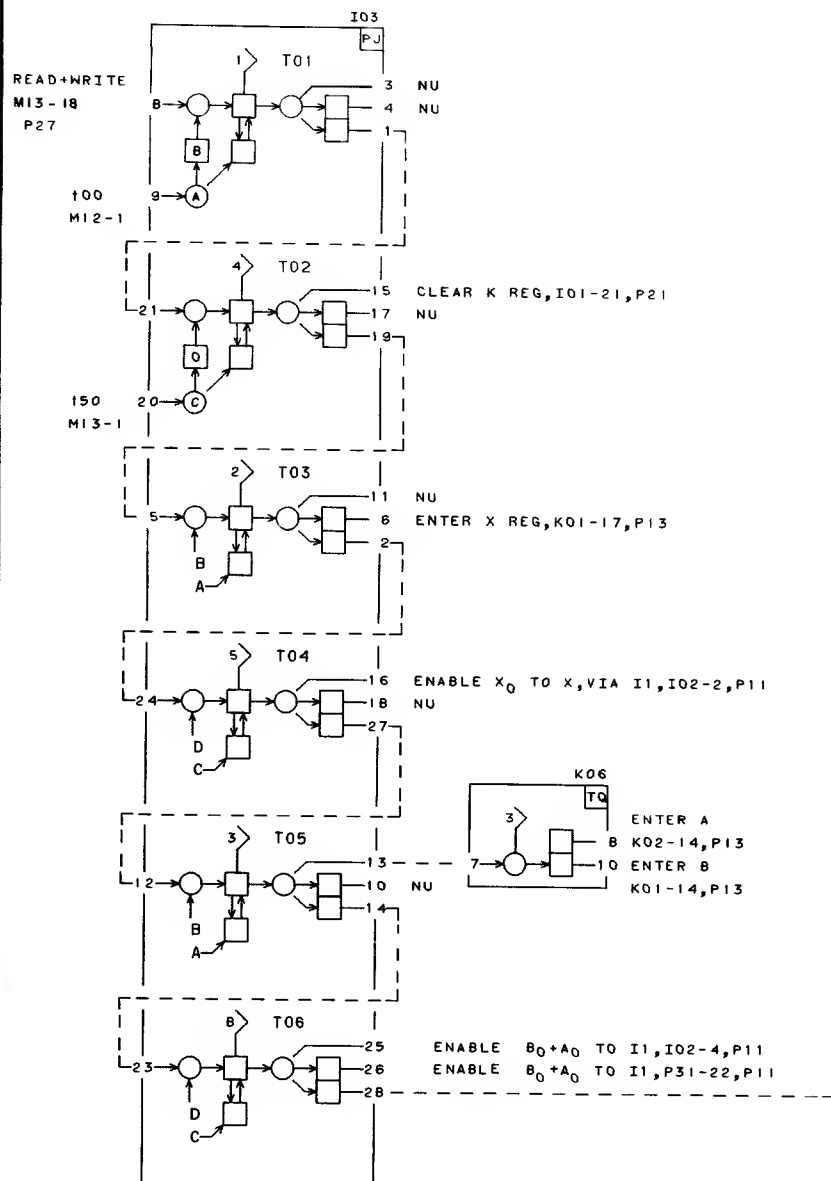 I03
PJ
1 T01
READ+WRITE
M13-18
P27
8
3 NU
4 NU
1
B
t00
M12-1
9
A
4 T02
21
15 CLEAR K REG,I01-21,P21
17 NU
19
0
t50
M13-1
20
C
2 T03
5
11 NU
6 ENTER X REG,K01-17,P13
2
B
A
5 T04
24
16 ENABLE X0 TO X,VIA I1,I02-2,P11
18 NU
27
D
C
K06
TQ
3
7
ENTER A
8 K02-14,P13
10 ENTER B
K01-14,P13
3 T05
12
13
10 NU
14
B
A
8 T06
23
25 ENABLE B0+A0 TO I1,I02-4,P11
26 ENABLE B0+A0 TO I1,P31-22,P11
28
D
C